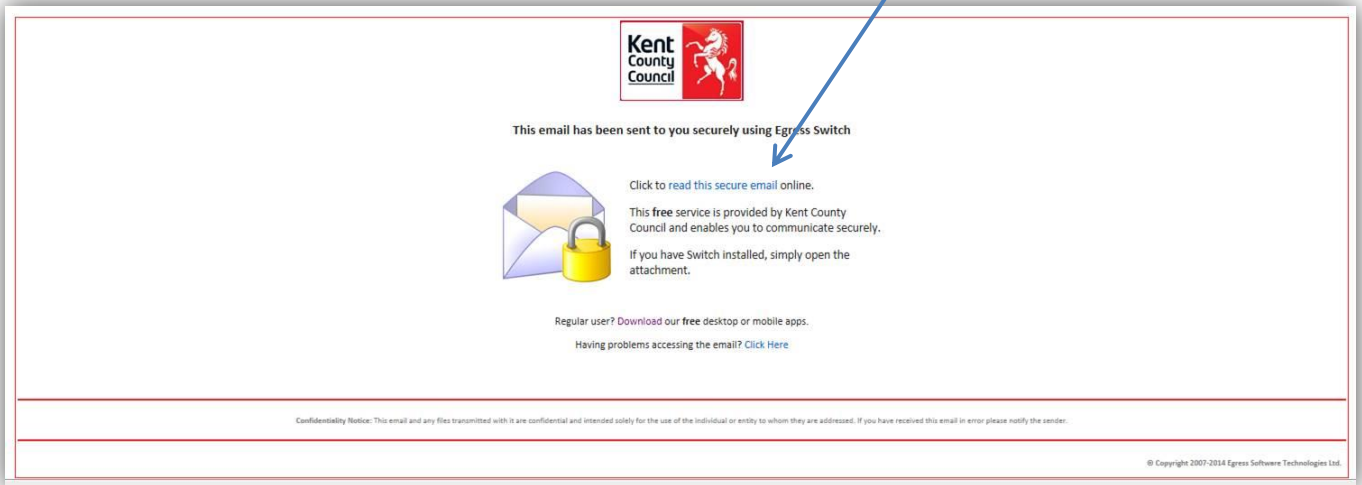 Kent
County
Council
This email has been sent to you securely using Egress Switch
Click to read this secure email online.
This free service is provided by Kent County
Council and enables you to communicate securely.
If you have Switch installed, simply open the
attachment.
Regular user? Download our free desktop or mobile apps.
Having problems accessing the email? Click Here
Confidentiality Notice: This email and any files transmitted with it are confidential and intended solely for the use of the individual or entity to whom they are addressed. If you have received this email in error please notify the sender.
© Copyright 2007-2014 Egress Software Technologies Ltd.